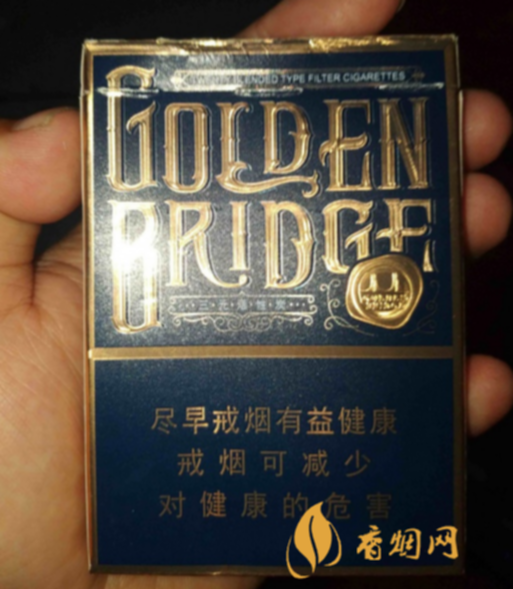 BLENDED TYPE FILTER CIGARETTES
GOLDEN
BRIDGE
尽早戒烟有益健康
戒烟可减少
对健康的危害
香烟网